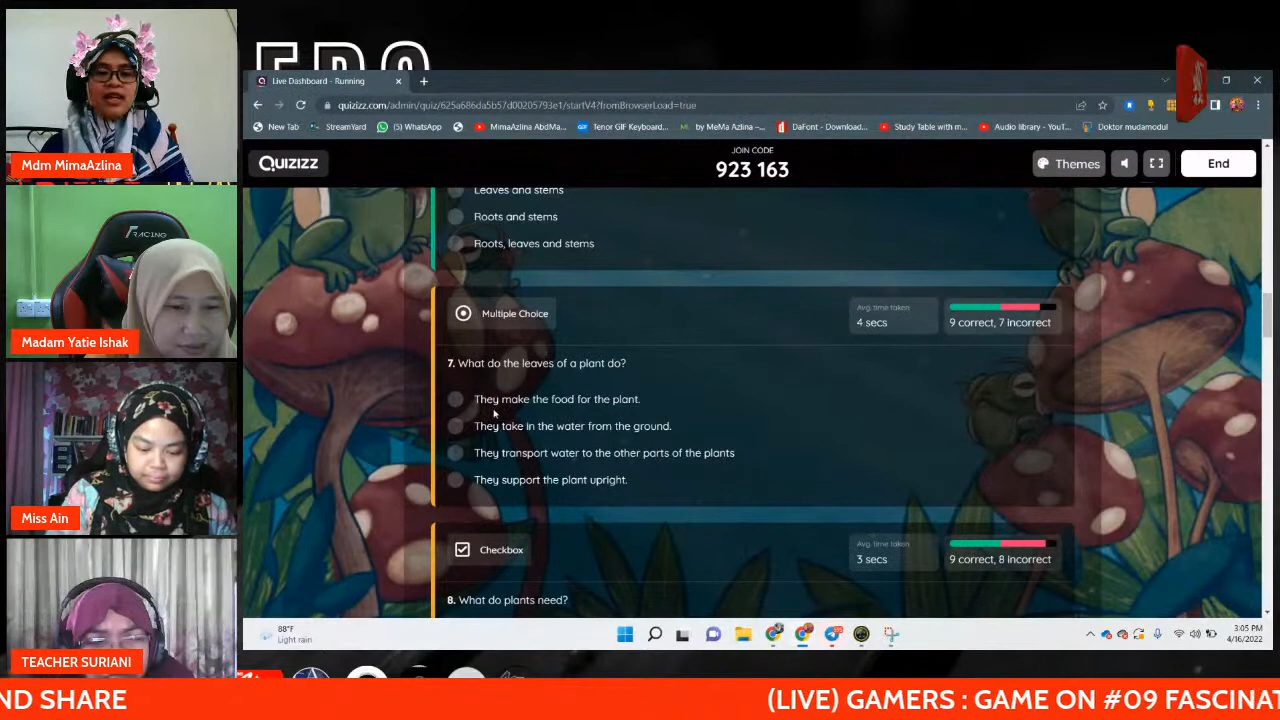 Mdm MimaAzlina
RACING
Madam Yatie Ishak
Miss Ain
TEACHER SURIANI
Live Dashboard - Running
quizizz.com/admin/quiz/625a686da5b57d00205793e1/startV4?fromBrowserLoad=true
New Tab StreamYard (5) WhatsApp MimaAzlina AbdMa... Tenor GIF Keyboard... by MeMa Azlina –... DaFont - Download... Study Table with m... Audio library - YouT... Doktor mudamodul
Quizizz
JOIN CODE
923 163
Themes
End
Leaves and stems
Roots and stems
Roots, leaves and stems
Multiple Choice
Avg. time taken
4 secs
9 correct, 7 incorrect
7. What do the leaves of a plant do?
They make the food for the plant.
They take in the water from the ground.
They transport water to the other parts of the plants
They support the plant upright.
Checkbox
Avg. time taken
3 secs
9 correct, 8 incorrect
8. What do plants need?
88°F
Light rain
3:05 PM
4/16/2022
ND SHARE
(LIVE) GAMERS : GAME ON #09 FASCINAT